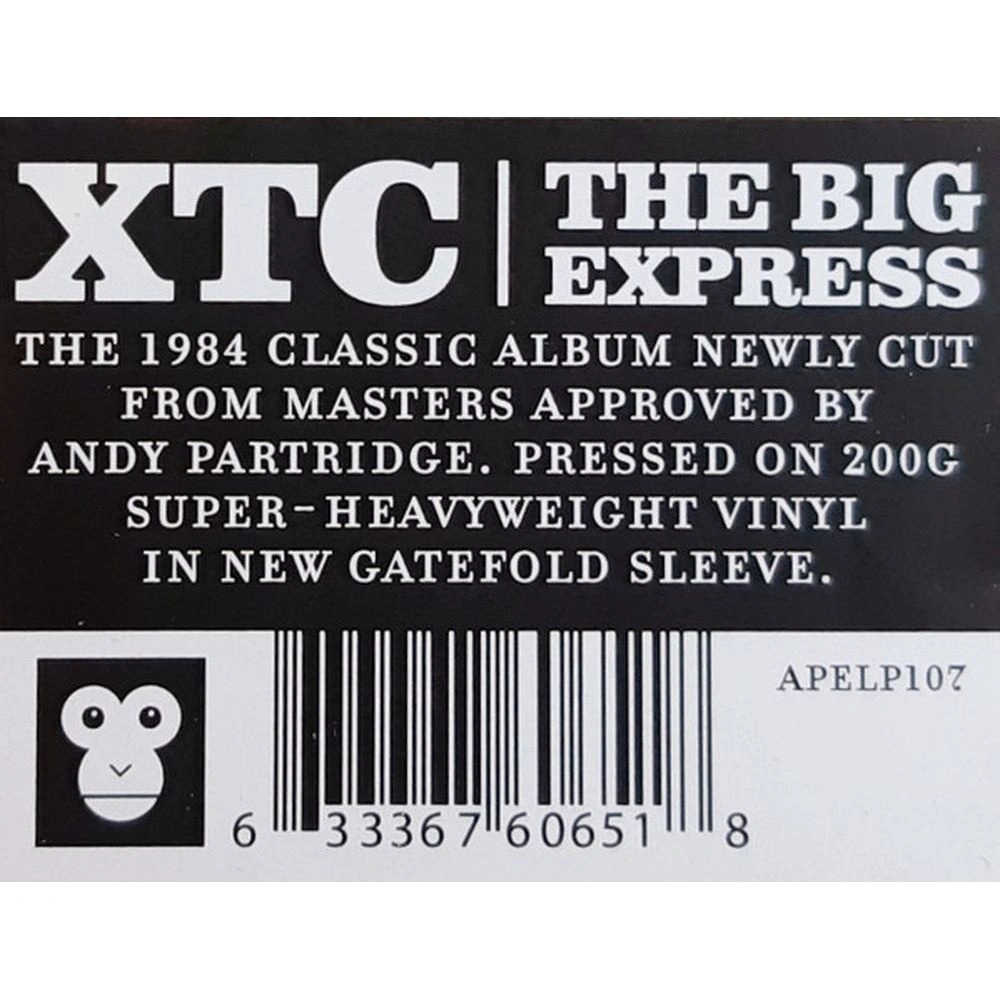 XTC | THE BIG
EXPRESS
THE 1984 CLASSIC ALBUM NEWLY CUT
FROM MASTERS APPROVED BY
ANDY PARTRIDGE. PRESSED ON 200G
SUPER-HEAVYWEIGHT VINYL
IN NEW GATEFOLD SLEEVE.
APELP107
6 33367 60651 8